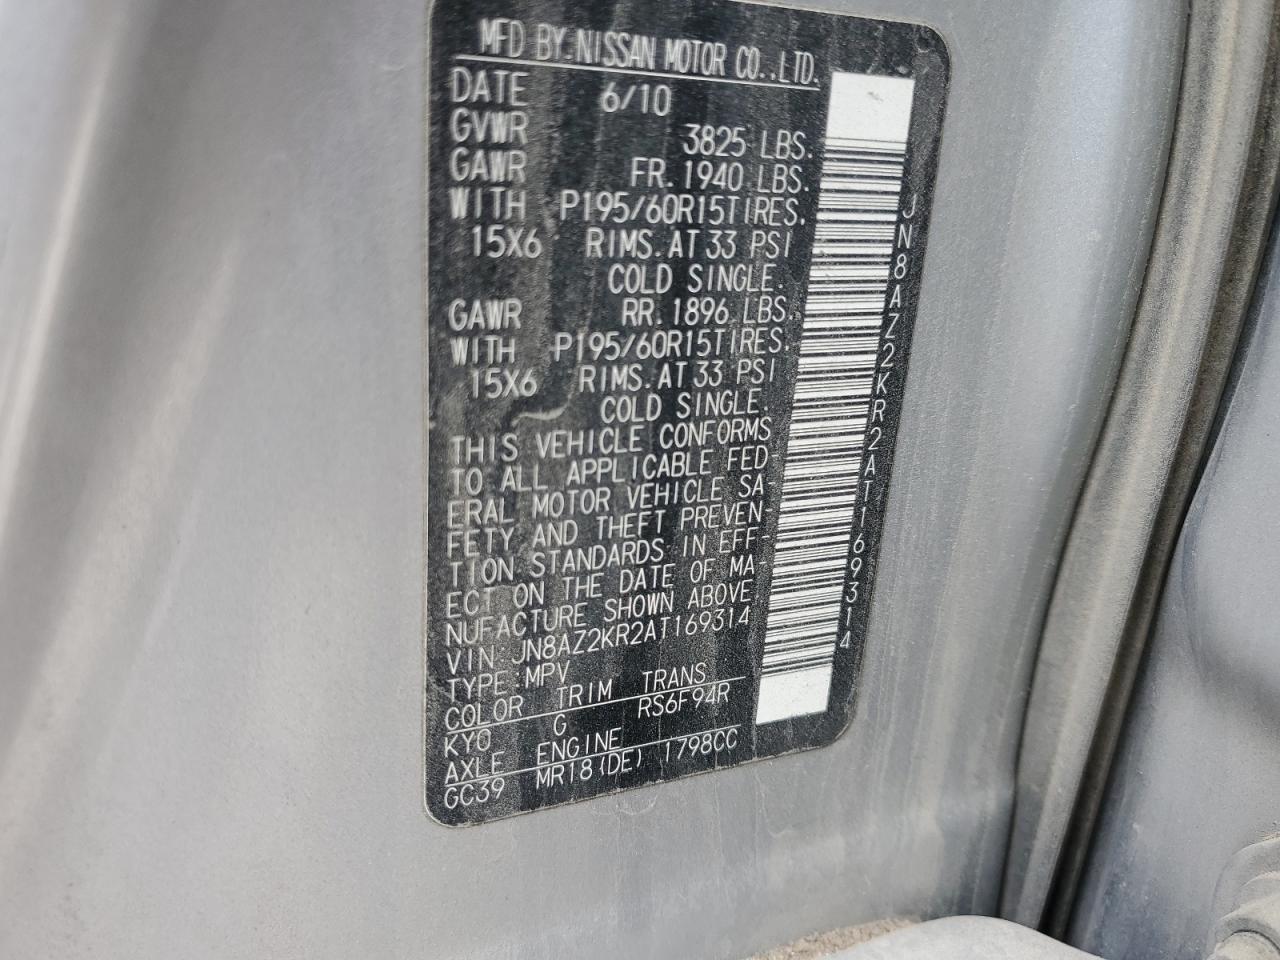 MFD BY:NISSAN MOTOR CO.,LTD.
DATE 6/10
GVWR 3825 LBS.
GAWR FR. 1940 LBS.
WITH P195/60R15TIRES.
15X6 RIMS. AT 33 PSI
COLD SINGLE.
GAWR RR. 1896 LBS.
WITH P195/60R15TIRES.
15X6 RIMS. AT 33 PSI
COLD SINGLE.
THIS VEHICLE CONFORMS
TO ALL APPLICABLE FED-
ERAL MOTOR VEHICLE SA-
FETY AND THEFT PREVEN-
TION STANDARDS IN EFF-
ECT ON THE DATE OF MA-
NUFACTURE SHOWN ABOVE
VIN: JN8AZ2KR2AT169314
TYPE:MPV
COLOR TRIM TRANS
KYO G RS6F94R
AXLE ENGINE
GC39 MR18(DE) 1798CC
JN8AZ2KR2AT169314